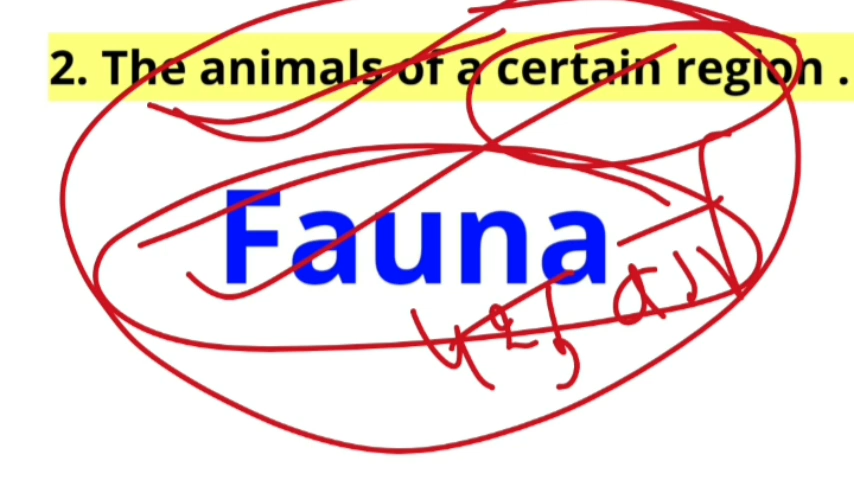 2. The animals of a certain region .
Fauna